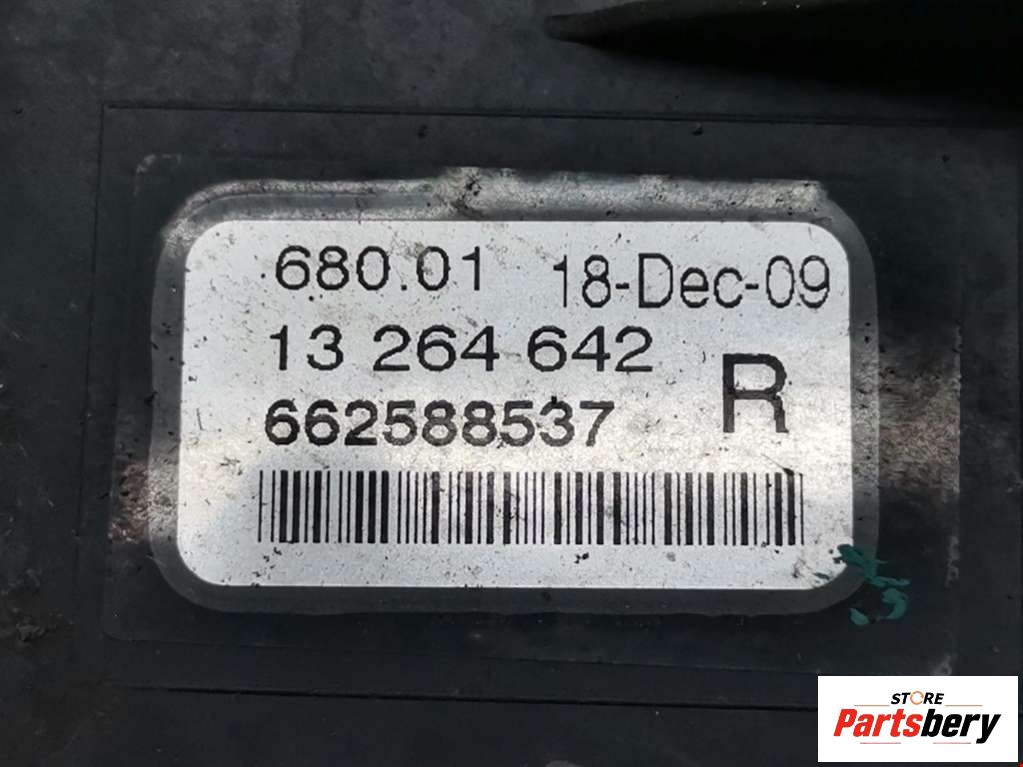 680.01 18-Dec-09
13 264 642
R
662588537
STORE
Partsbery